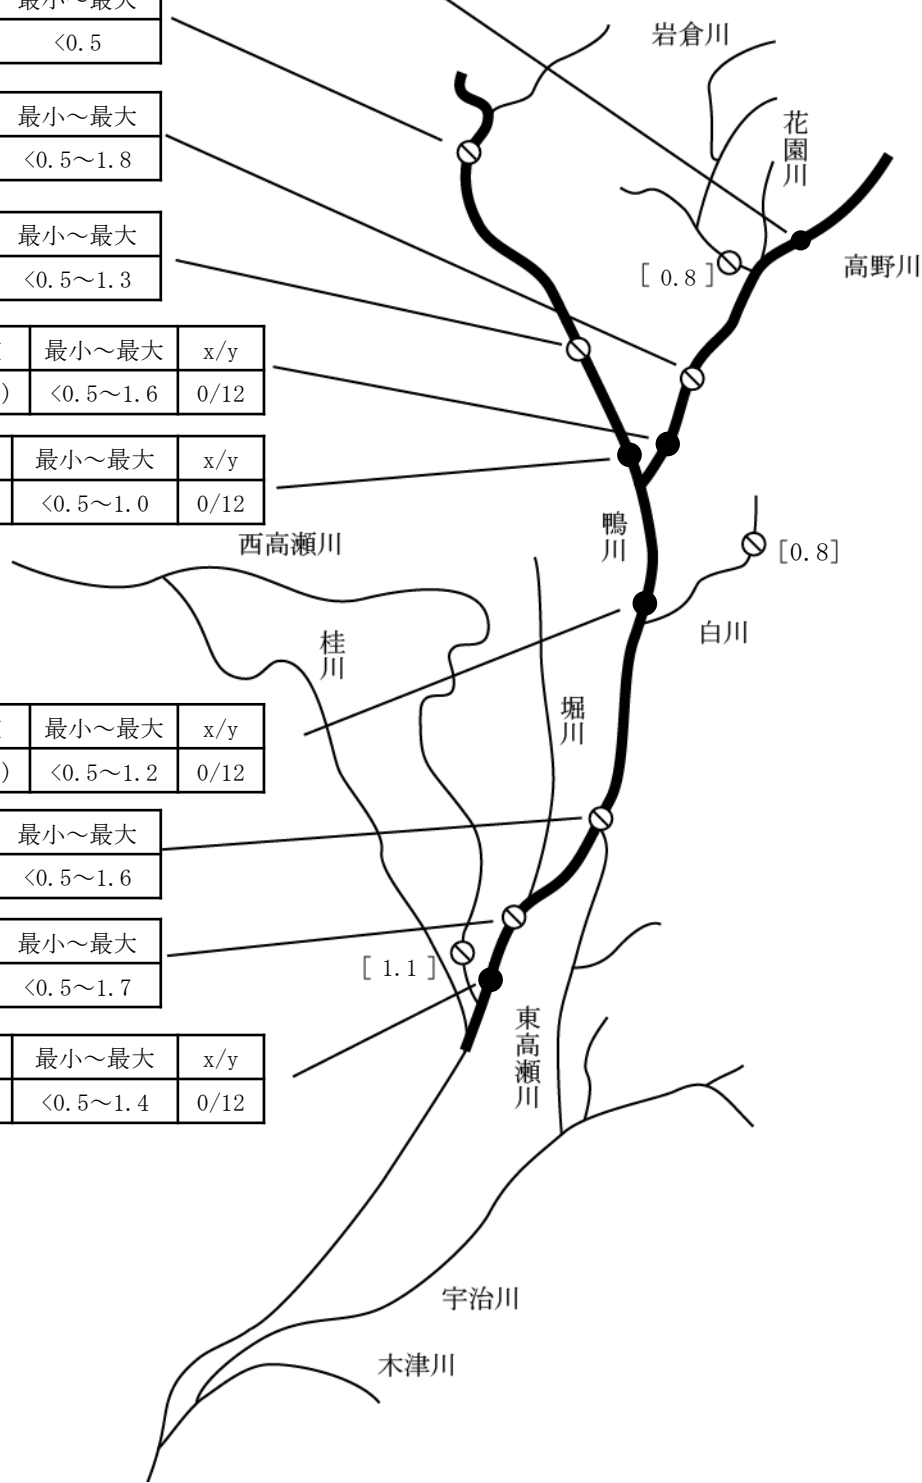 最小～最大
<0.5
最小～最大
<0.5～1.8
最小～最大
<0.5～1.3
最小～最大 x/y
) <0.5～1.6 0/12
最小～最大 x/y
<0.5～1.0 0/12
最小～最大 x/y
) <0.5～1.2 0/12
最小～最大
<0.5～1.6
最小～最大
<0.5～1.7
最小～最大 x/y
<0.5～1.4 0/12
岩倉川
花園川
高野川
[ 0.8 ]
鴨川
[0.8]
白川
西高瀬川
桂川
堀川
[ 1.1 ]
東高瀬川
宇治川
木津川